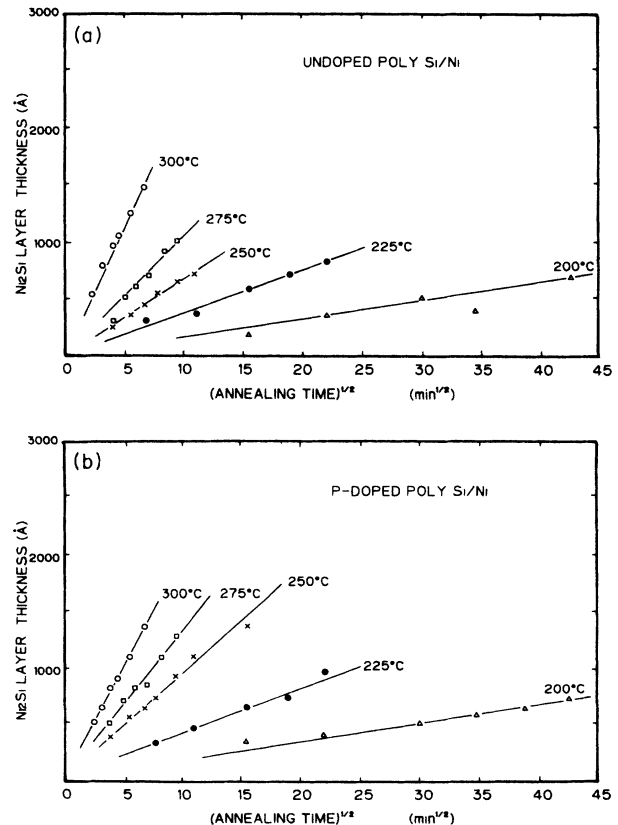 3000
(a)
UNDOPED POLY Si/Ni
2000
300°C
275°C
250°C
225°C
1000
200°C
0
Ni2Si LAYER THICKNESS (Å)
0 5 10 15 20 25 30 35 40 45
(ANNEALING TIME)1/2 (min1/2)
3000
(b)
P-DOPED POLY Si/Ni
2000
300°C 275°C 250°C
225°C
1000
200°C
0
Ni2Si LAYER THICKNESS (Å)
0 5 10 15 20 25 30 35 40 45
(ANNEALING TIME)1/2 (min1/2)